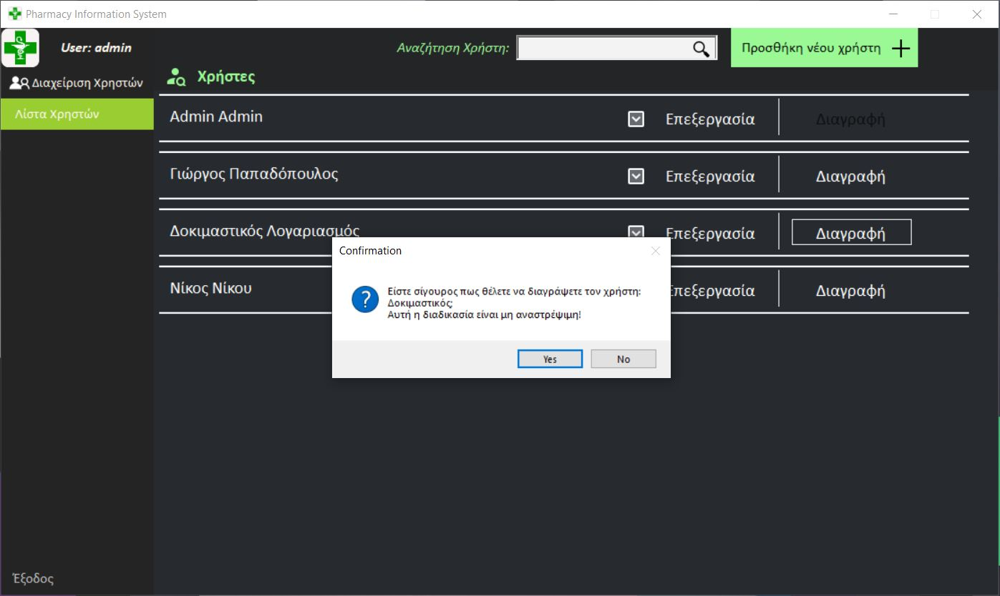 Pharmacy Information System
User: admin
Αναζήτηση Χρήστη:
Προσθήκη νέου χρήστη
Διαχείριση Χρηστών
Χρήστες
Λίστα Χρηστών
Admin Admin Επεξεργασία Διαγραφή
Γιώργος Παπαδόπουλος Επεξεργασία Διαγραφή
Δοκιμαστικός Λογαριασμός Επεξεργασία Διαγραφή
Νίκος Νίκου Επεξεργασία Διαγραφή
Confirmation
Είστε σίγουρος πως θέλετε να διαγράψετε τον χρήστη:
Δοκιμαστικός;
Αυτή η διαδικασία είναι μη αναστρέψιμη!
Yes No
Έξοδος